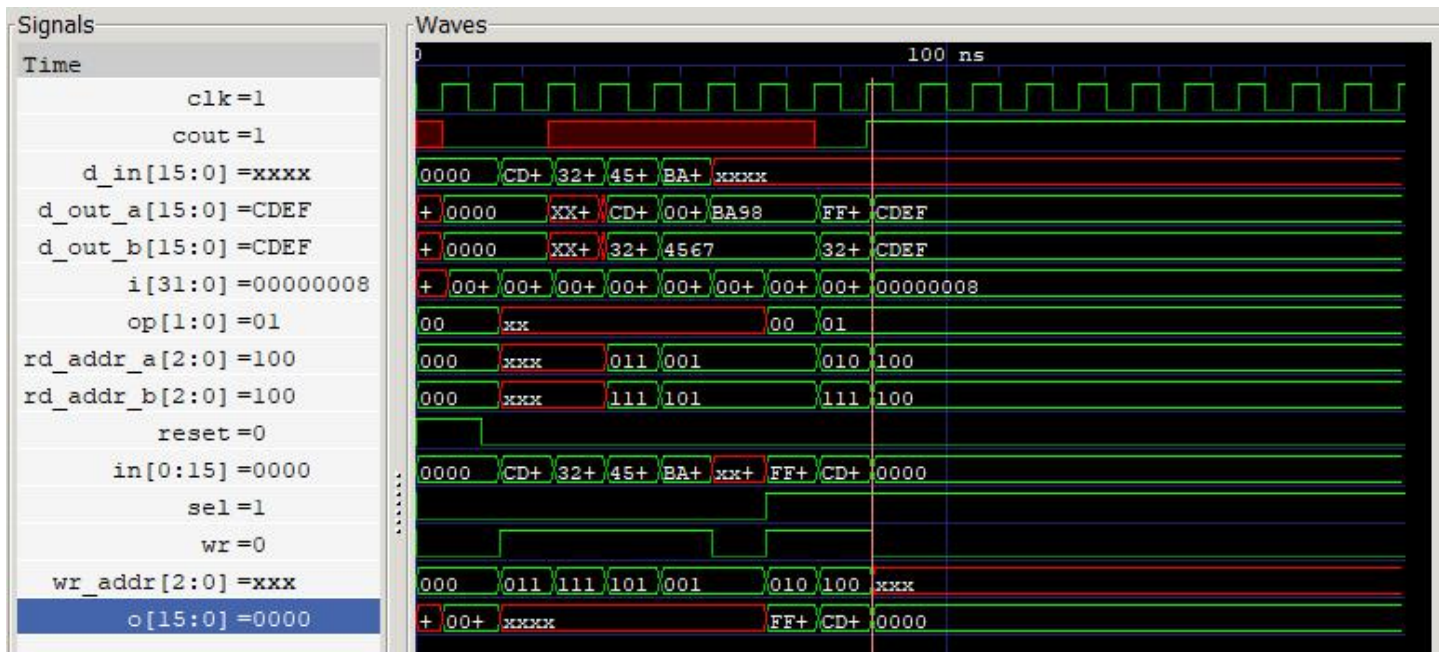 Signals
Waves
Time
0 100 ns
clk=1
cout=1
d_in[15:0]=xxxx 0000 CD+ 32+ 45+ BA+ xxxx
d_out_a[15:0]=CDEF + 0000 XX+ CD+ 00+ BA98 FF+ CDEF
d_out_b[15:0]=CDEF + 0000 XX+ 32+ 4567 32+ CDEF
i[31:0]=00000008 + 00+ 00+ 00+ 00+ 00+ 00+ 00+ 00+ 00000008
op[1:0]=01 00 xx 00 01
rd_addr_a[2:0]=100 000 xxx 011 001 010 100
rd_addr_b[2:0]=100 000 xxx 111 101 111 100
reset=0
in[0:15]=0000 0000 CD+ 32+ 45+ BA+ xx+ FF+ CD+ 0000
sel=1
wr=0
wr_addr[2:0]=xxx 000 011 111 101 001 010 100 xxx
o[15:0]=0000 + 00+ xxxx FF+ CD+ 0000